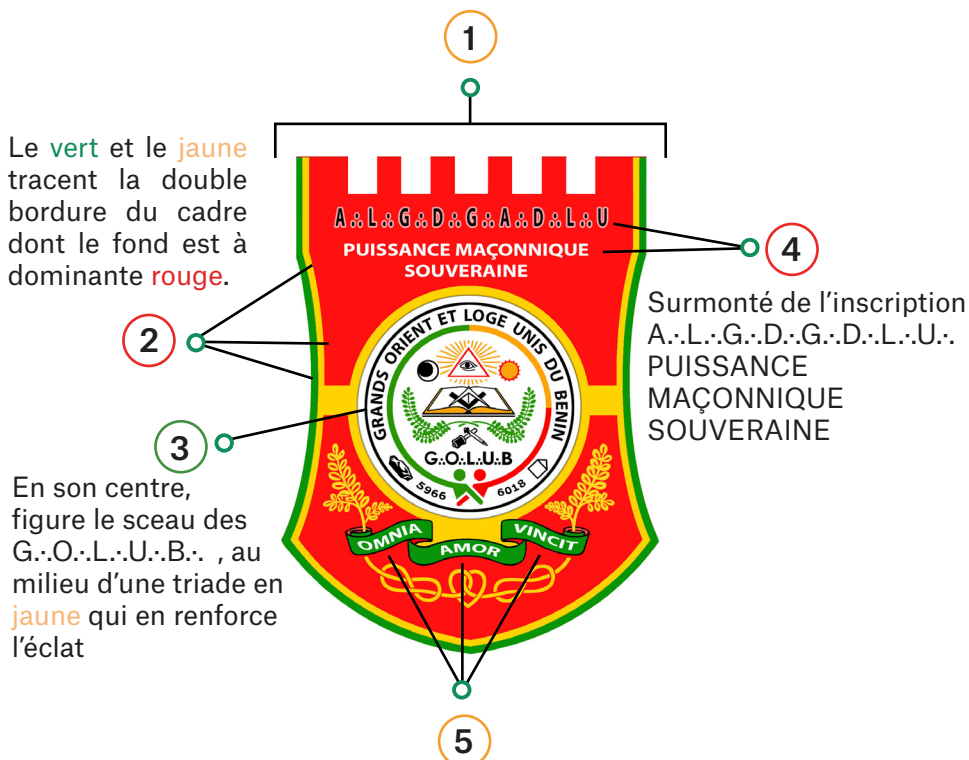 1
Le vert et le jaune
tracent la double
bordure du cadre
dont le fond est à
dominante rouge.
2
3
En son centre,
figure le sceau des
G.·.O.·.L.·.U.·.B.·. , au
milieu d’une triade en
jaune qui en renforce
l’éclat
A∴L∴G∴D∴G∴A∴D∴L∴U
PUISSANCE MAÇONNIQUE
SOUVERAINE
GRANDS ORIENT ET LOGE UNIS DU BENIN
G∴O∴L∴U∴B
5966
6018
OMNIA
AMOR
VINCIT
4
Surmonté de l’inscription
A.·.L.·.G.·.D.·.G.·.D.·.L.·.U.·.
PUISSANCE
MAÇONNIQUE
SOUVERAINE
5